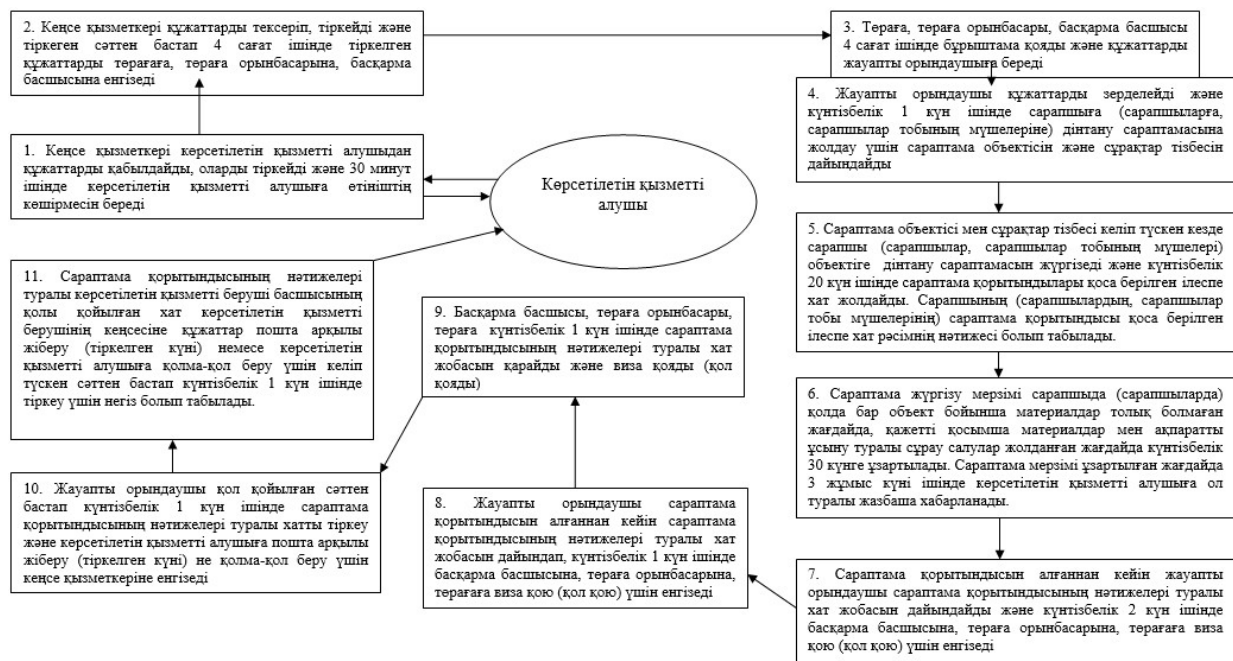 2. Кеңсе қызметкері құжаттарды тексеріп, тіркейді және
тіркеген сәттен бастап 4 сағат ішінде тіркелген
құжаттарды төрағаға, төраға орынбасарына, басқарма
басшысына енгізеді
1. Кеңсе қызметкері көрсетілетін қызметті алушыдан
құжаттарды қабылдайды, оларды тіркейді және 30 минут
ішінде көрсетілетін қызметті алушыға өтініштің
көшірмесін береді
Көрсетілетін қызметті
алушы
3. Төраға, төраға орынбасары, басқарма басшысы
4 сағат ішінде бұрыштама қояды және құжаттарды
жауапты орындаушыға береді
4. Жауапты орындаушы құжаттарды зерделейді және
күнтізбелік 1 күн ішінде сарапшыға (сарапшыларға,
сарапшылар тобының мүшелеріне) дінтану сараптамасына
жолдау үшін сараптама объектісін және сұрақтар тізбесін
дайындайды
5. Сараптама объектісі мен сұрақтар тізбесі келіп түскен кезде
сарапшы (сарапшылар, сарапшылар тобының мүшелері)
объектіге дінтану сараптамасын жүргізеді және күнтізбелік
20 күн ішінде сараптама қорытындылары қоса берілген ілеспе
хат жолдайды. Сарапшының (сарапшылардың, сарапшылар
тобы мүшелерінің) сараптама қорытындысы қоса берілген
ілеспе хат рәсімнің нәтижесі болып табылады.
6. Сараптама жүргізу мерзімі сарапшыда (сарапшыларда)
қолда бар объект бойынша материалдар толық болмаған
жағдайда, қажетті қосымша материалдар мен ақпаратты
ұсыну туралы сұрау салулар жолданған жағдайда күнтізбелік
30 күнге ұзартылады. Сараптама мерзімі ұзартылған жағдайда
3 жұмыс күні ішінде көрсетілетін қызметті алушыға ол
туралы жазбаша хабарланады.
7. Сараптама қорытындысын алғаннан кейін жауапты
орындаушы сараптама қорытындысының нәтижелері туралы
хат жобасын дайындайды және күнтізбелік 2 күн ішінде
басқарма басшысына, төраға орынбасарына, төрағаға виза
қою (қол қою) үшін енгізеді
8. Жауапты орындаушы сараптама
қорытындысын алғаннан кейін сараптама
қорытындысының нәтижелері туралы хат
жобасын дайындап, күнтізбелік 1 күн ішінде
басқарма басшысына, төраға орынбасарына,
төрағаға виза қою (қол қою) үшін енгізеді
9. Басқарма басшысы, төраға орынбасары,
төраға күнтізбелік 1 күн ішінде сараптама
қорытындысының нәтижелері туралы хат
жобасын қарайды және виза қояды (қол
қояды)
10. Жауапты орындаушы қол қойылған сәттен
бастап күнтізбелік 1 күн ішінде сараптама
қорытындысының нәтижелері туралы хатты тіркеу
және көрсетілетін қызметті алушыға пошта арқылы
жіберу (тіркелген күні) не қолма-қол беру үшін
кеңсе қызметкеріне енгізеді
11. Сараптама қорытындысының нәтижелері
туралы көрсетілетін қызметті беруші басшысының
қолы қойылған хат көрсетілетін қызметті
берушінің кеңсесіне құжаттар пошта арқылы
жіберу (тіркелген күні) немесе көрсетілетін
қызметті алушыға қолма-қол беру үшін келіп
түскен сәттен бастап күнтізбелік 1 күн ішінде
тіркеу үшін негіз болып табылады.